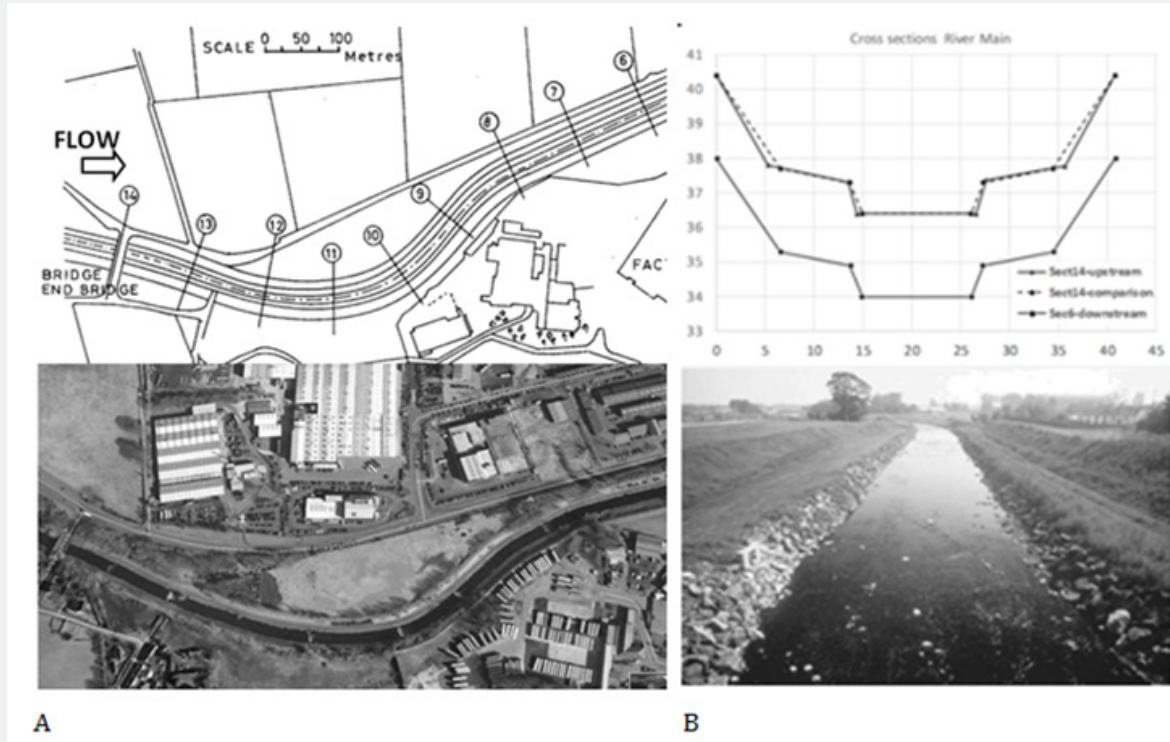 SCALE 0 50 100
Metres
6
7
8
FLOW
14
9
13
12
10
11
BRIDGE
END BRIDGE
FAC
Cross sections River Main
41
40
39
38
37
36
35
34
33
Sect14-upstream
Sect14-comparison
Sec6-downstream
0 5 10 15 20 25 30 35 40 45
A
B